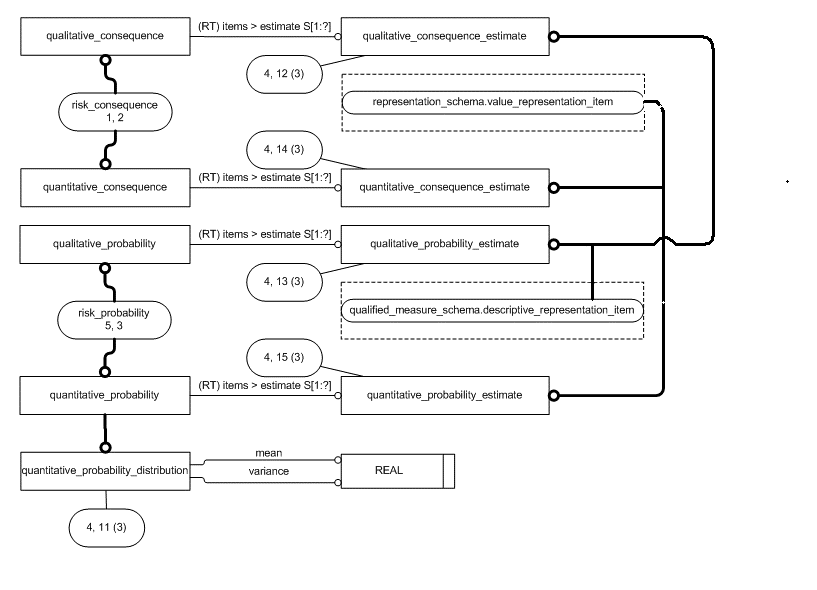 qualitative_consequence
(RT) items > estimate S[1:?]
qualitative_consequence_estimate
4, 12 (3)
risk_consequence
1, 2
representation_schema.value_representation_item
4, 14 (3)
quantitative_consequence
(RT) items > estimate S[1:?]
quantitative_consequence_estimate
qualitative_probability
(RT) items > estimate S[1:?]
qualitative_probability_estimate
4, 13 (3)
risk_probability
5, 3
qualified_measure_schema.descriptive_representation_item
4, 15 (3)
quantitative_probability
(RT) items > estimate S[1:?]
quantitative_probability_estimate
quantitative_probability_distribution
mean
variance
REAL
4, 11 (3)